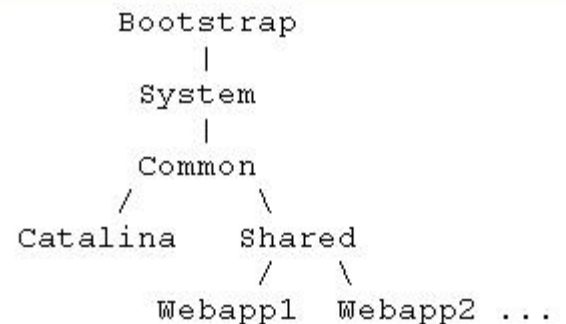 Bootstrap
|
System
|
Common
/ \
Catalina Shared
/ \
Webapp1 Webapp2 ...